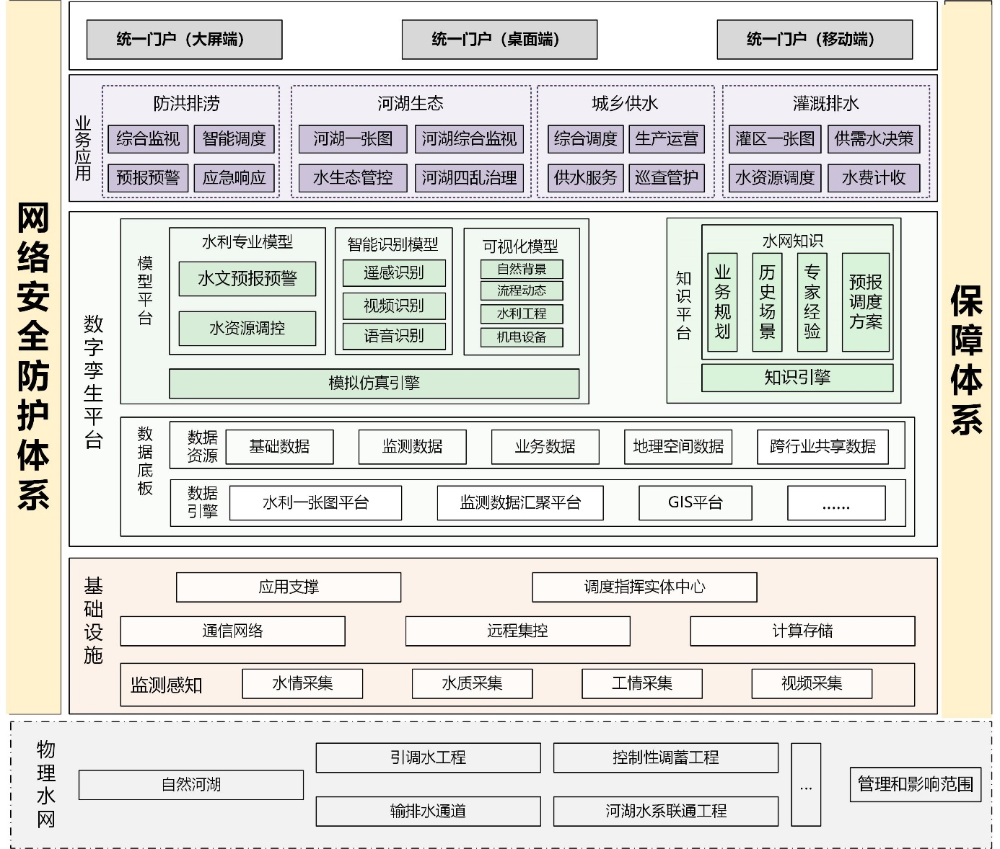 统一门户（大屏端）
统一门户（桌面端）
统一门户（移动端）
网络安全防护体系
保障体系
业务应用
防洪排涝
综合监视
智能调度
预报预警
应急响应
河湖生态
河湖一张图
河湖综合监视
水生态管控
河湖四乱治理
城乡供水
综合调度
生产运营
供水服务
巡查管护
灌溉排水
灌区一张图
供需水决策
水资源调度
水费计收
数字孪生平台
模型平台
水利专业模型
水文预报预警
水资源调控
智能识别模型
遥感识别
视频识别
语音识别
可视化模型
自然背景
流程动态
水利工程
机电设备
模拟仿真引擎
知识平台
水网知识
业务规划
历史场景
专家经验
预报
调度
方案
知识引擎
数据底板
数据
资源
基础数据
监测数据
业务数据
地理空间数据
跨行业共享数据
数据
引擎
水利一张图平台
监测数据汇聚平台
GIS平台
......
基础设施
应用支撑
调度指挥实体中心
通信网络
远程集控
计算存储
监测感知
水情采集
水质采集
工情采集
视频采集
物理水网
自然河湖
引调水工程
控制性调蓄工程
输排水通道
河湖水系联通工程
...
管理和影响范围